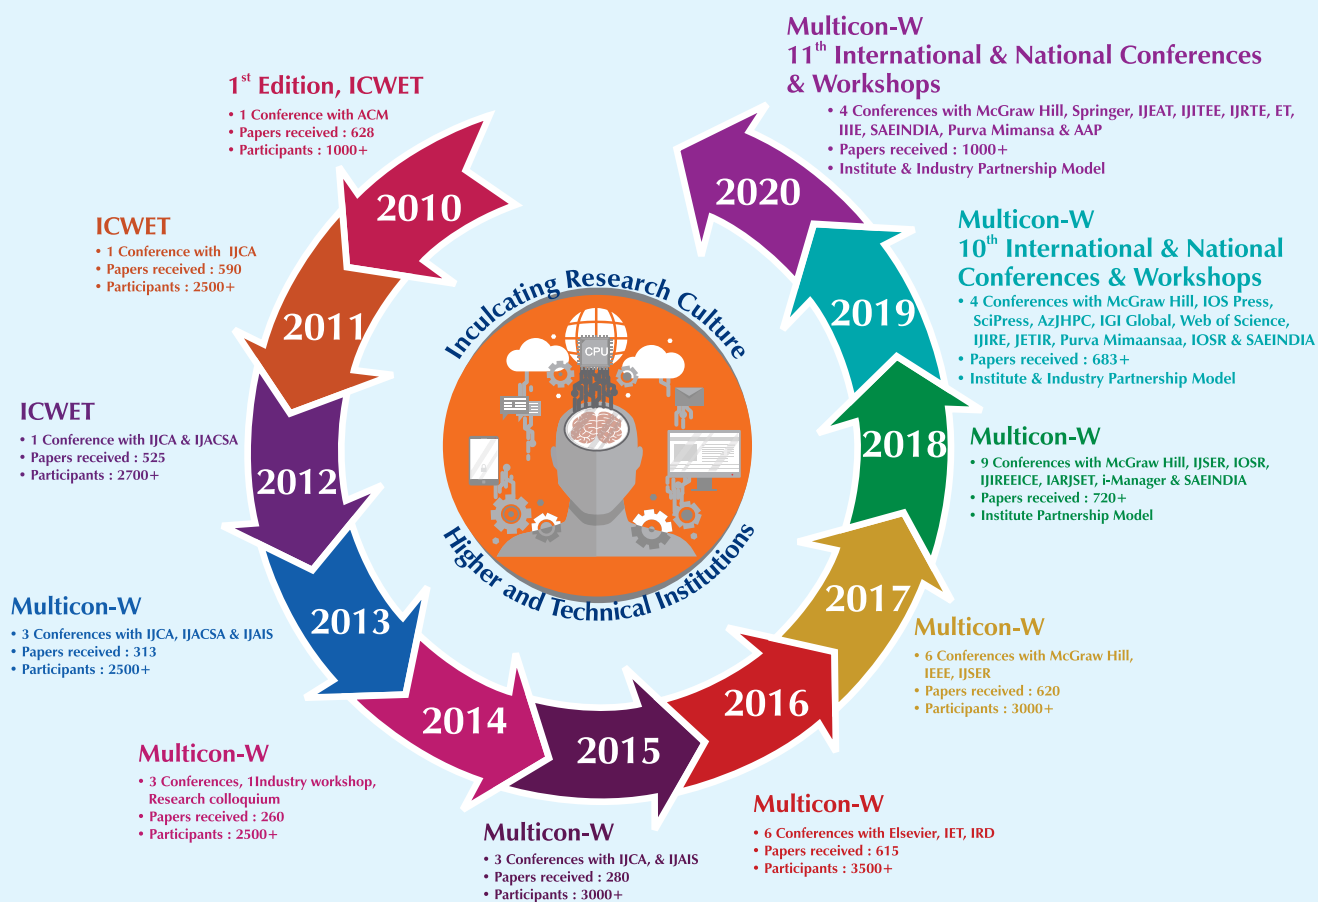 1st Edition, ICWET
• 1 Conference with ACM
• Papers received : 628
• Participants : 1000+
2010
ICWET
• 1 Conference with IJCA
• Papers received : 590
• Participants : 2500+
2011
ICWET
• 1 Conference with IJCA & IJACSA
• Papers received : 525
• Participants : 2700+
2012
Multicon-W
• 3 Conferences with IJCA, IJACSA & IJAIS
• Papers received : 313
• Participants : 2500+
2013
Multicon-W
• 3 Conferences, 1Industry workshop,
Research colloquium
• Papers received : 260
• Participants : 2500+
2014
Multicon-W
• 3 Conferences with IJCA, & IJAIS
• Papers received : 280
• Participants : 3000+
2015
Multicon-W
• 6 Conferences with Elsevier, IET, IRD
• Papers received : 615
• Participants : 3500+
2016
Multicon-W
• 6 Conferences with McGraw Hill,
IEEE, IJSER
• Papers received : 620
• Participants : 3000+
2017
Multicon-W
• 9 Conferences with McGraw Hill, IJSER, IOSR,
IJIREEICE, IARJSET, i-Manager & SAEINDIA
• Papers received : 720+
• Institute Partnership Model
2018
Multicon-W
10th International & National
Conferences & Workshops
• 4 Conferences with McGraw Hill, IOS Press,
SciPress, AzJHPC, IGI Global, Web of Science,
IJIRE, JETIR, Purva Mimaansaa, IOSR & SAEINDIA
• Papers received : 683+
• Institute & Industry Partnership Model
2019
Multicon-W
11th International & National Conferences
& Workshops
• 4 Conferences with McGraw Hill, Springer, IJEAT, IJITEE, IJRTE, ET,
IIIE, SAEINDIA, Purva Mimansa & AAP
• Papers received : 1000+
• Institute & Industry Partnership Model
2020
Inculcating Research Culture
CPU
Higher and Technical Institutions